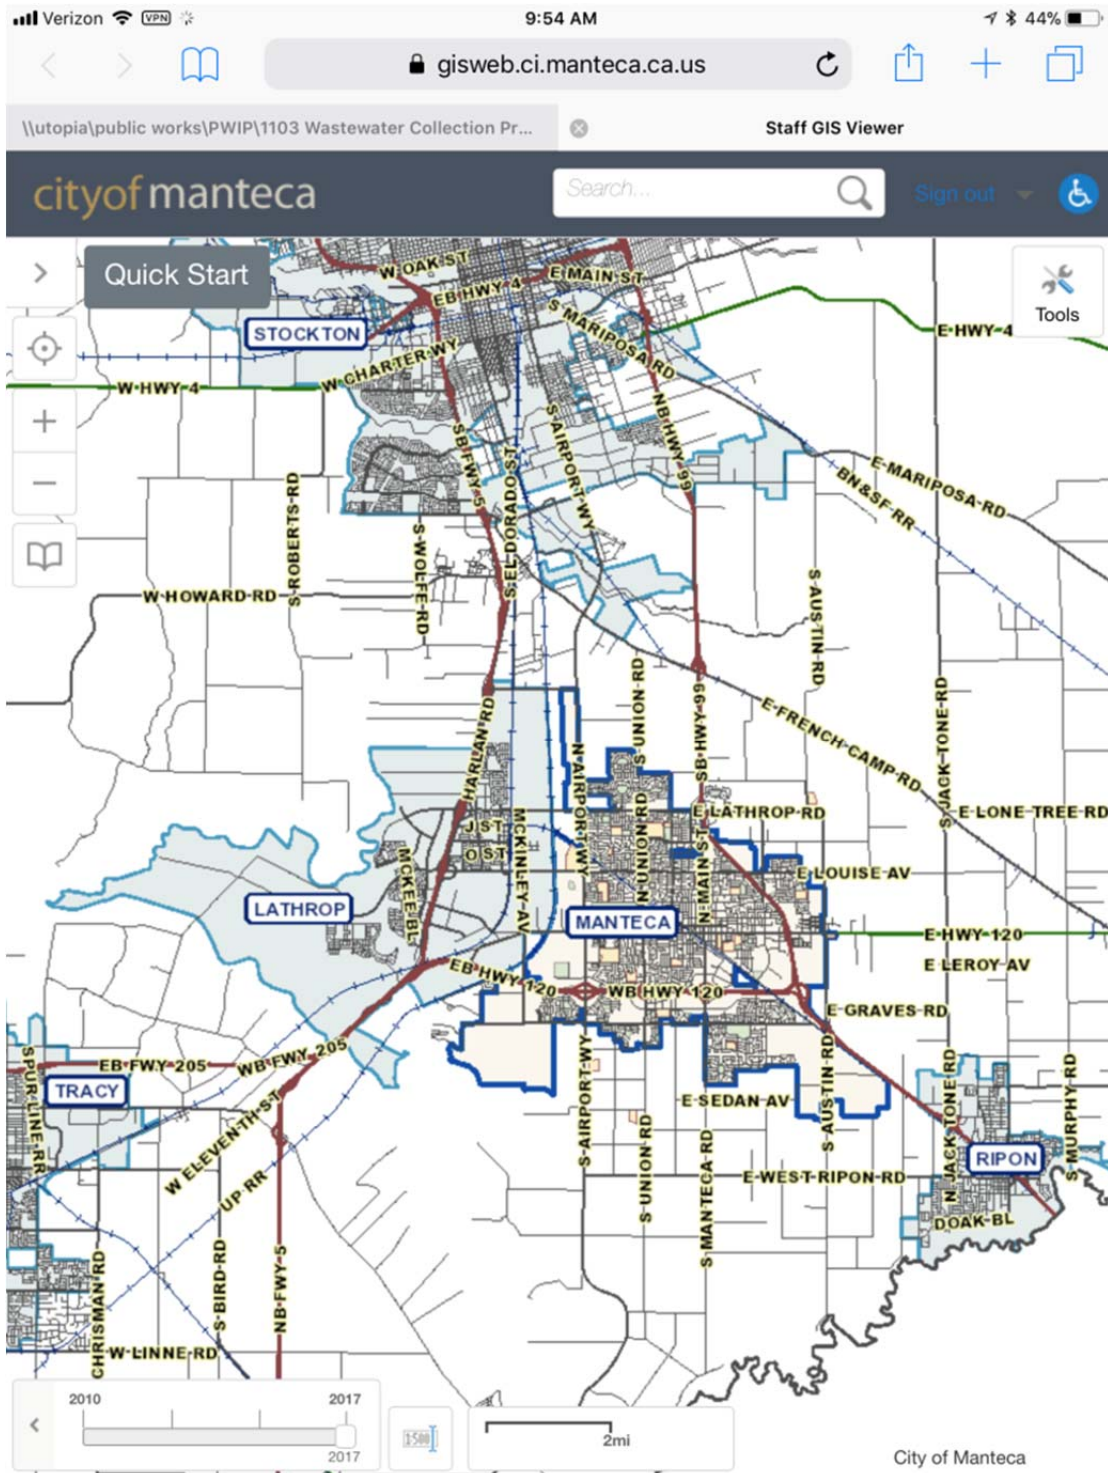 Verizon VPN 9:54 AM 44%
gisweb.ci.manteca.ca.us
\\utopia\public works\PWIP\1103 Wastewater Collection Pr...
Staff GIS Viewer
cityof manteca
Search...
Sign out
Quick Start
Tools
W OAK ST
E MAIN ST
EB HWY 4
STOCKTON
S MARIPOSA RD
E HWY 4
W CHARTER WY
W HWY 4
NB HWY 99
S AIRPORT WY
SB FWY 5
S EL DORADO ST
E MARIPOSA RD
BN&SF RR
S ROBERTS RD
S WOLFE RD
W HOWARD RD
S AUSTIN RD
S UNION RD
SB HWY 99
E FRENCH CAMP RD
S JACK TONE RD
HARLAN RD
N AIRPORT WY
E LATHROP RD
E LONE TREE RD
J ST
O ST
MCKINLEY AV
N UNION RD
N MAIN ST
MCKEE BL
E LOUISE AV
LATHROP
MANTECA
E HWY 120
E LEROY AV
EB HWY 120
WB HWY 120
E GRAVES RD
SPUR LINE RR
EB FWY 205
WB FWY 205
TRACY
S AIRPORT WY
E SEDAN AV
S AUSTIN RD
N JACK TONE RD
S MURPHY RD
W ELEVENTH ST
UP RR
S UNION RD
S MANTECA RD
E WEST RIPON RD
RIPON
DOAK BL
CHRISMAN RD
S BIRD RD
NB FWY 5
W LINNE RD
2010 2017
2017
1:500
2mi
City of Manteca